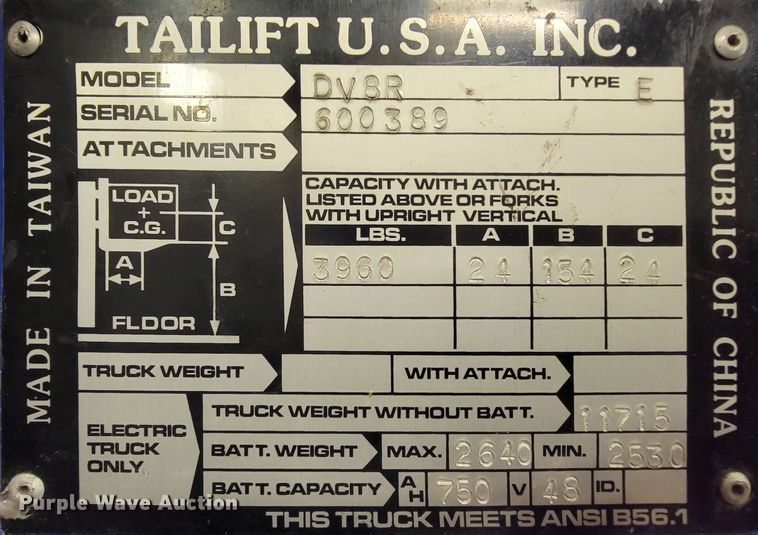 TAILIFT U.S.A. INC.
MADE IN TAIWAN
REPUBLIC OF CHINA
MODEL DV8R TYPE E
SERIAL NO. 600389
ATTACHMENTS
LOAD
+
C.G.
C
A
B
FLOOR
CAPACITY WITH ATTACH.
LISTED ABOVE OR FORKS
WITH UPRIGHT VERTICAL
LBS. A B C
3960 24 154 24
TRUCK WEIGHT WITH ATTACH.
ELECTRIC
TRUCK
ONLY
TRUCK WEIGHT WITHOUT BATT. 11715
BATT. WEIGHT MAX. 2640 MIN. 2530
BATT. CAPACITY AH 750 V 48 ID.
THIS TRUCK MEETS ANSI B56.1
Purple Wave Auction